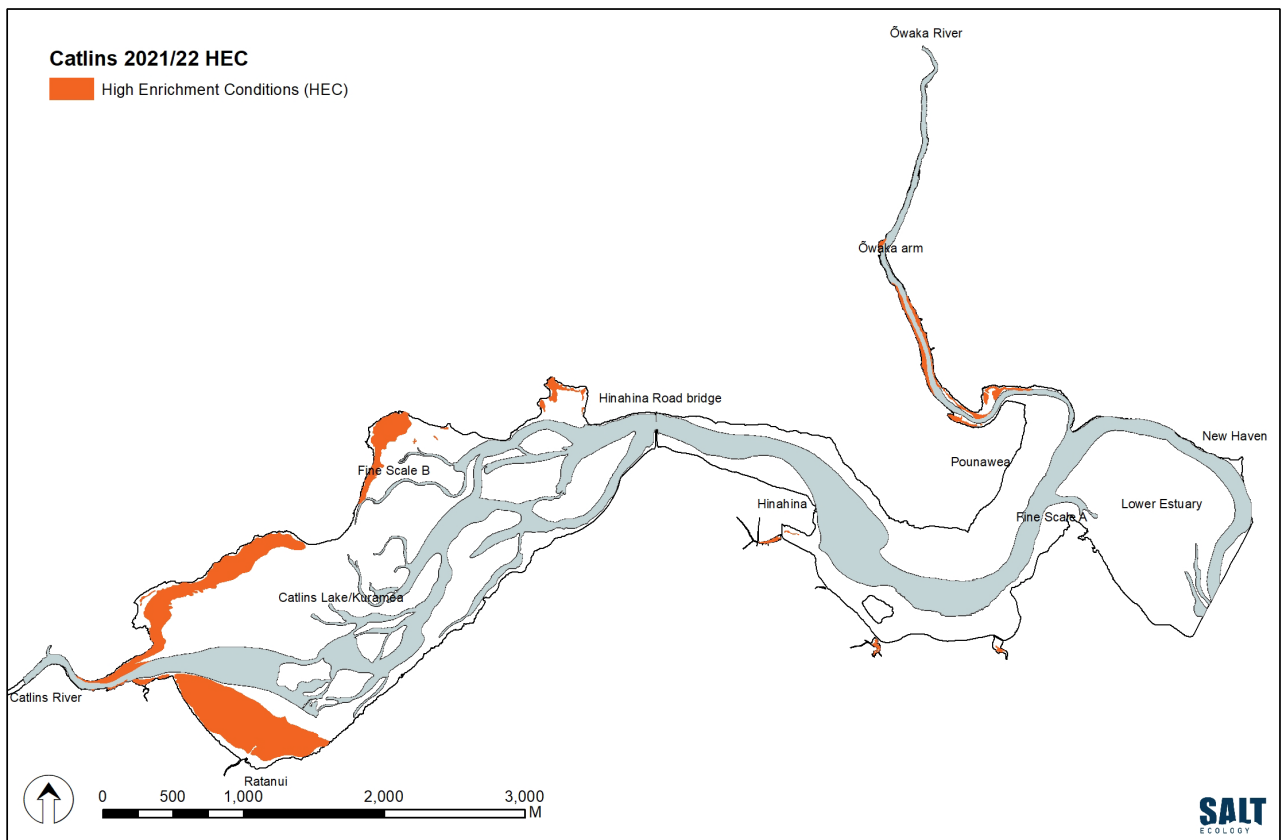 Catlins 2021/22 HEC
High Enrichment Conditions (HEC)
Ōwaka River
Ōwaka arm
Hinahina Road bridge
New Haven
Pounawea
Fine Scale B
Hinahina
Lower Estuary
Fine Scale A
Catlins Lake/Kuramea
Catlins River
Ratanui
0 500 1,000 2,000 3,000
M
SALT
ECOLOGY